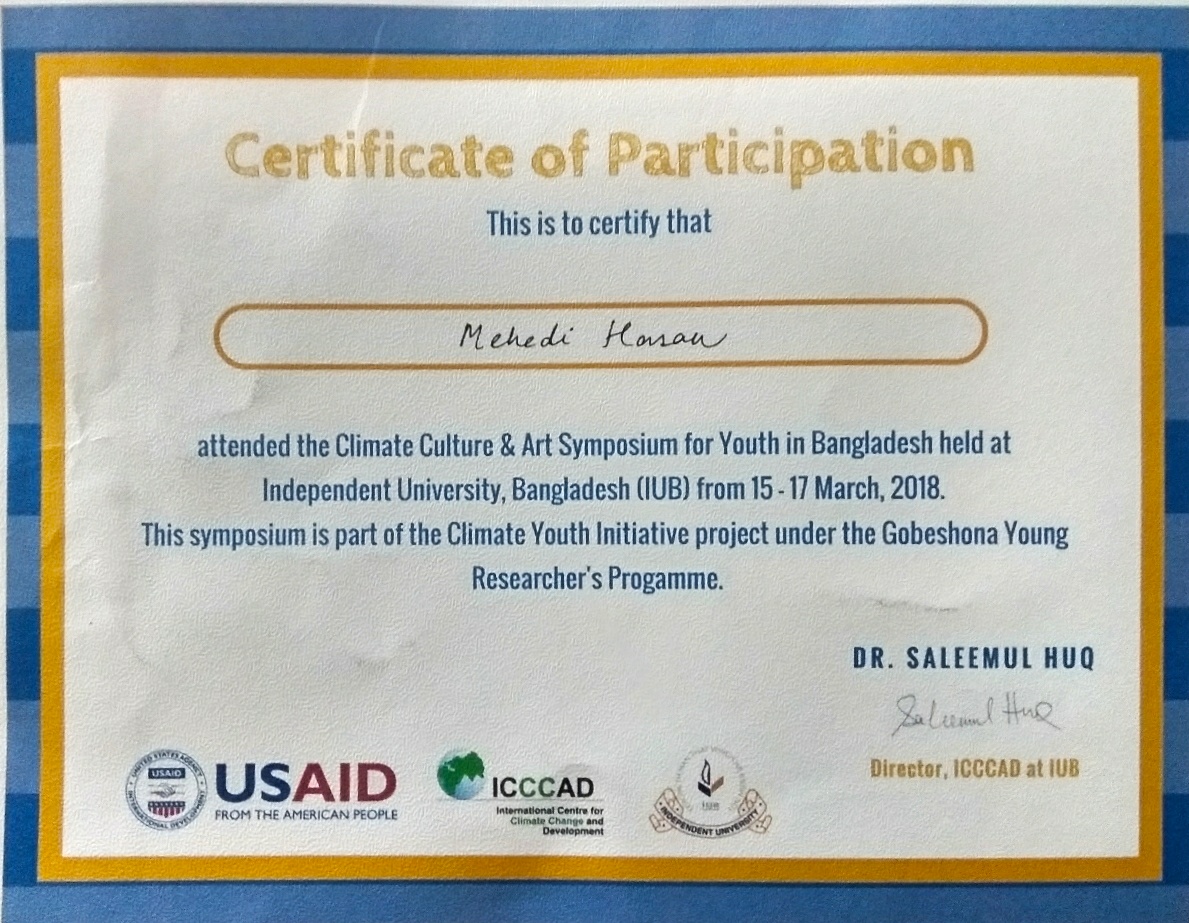 Certificate of Participation
This is to certify that
Mehedi Hasan
attended the Climate Culture & Art Symposium for Youth in Bangladesh held at
Independent University, Bangladesh (IUB) from 15 - 17 March, 2018.
This symposium is part of the Climate Youth Initiative project under the Gobeshona Young
Researcher's Progamme.
DR. SALEEMUL HUQ
Saleemul Huq
Director, ICCCAD at IUB
UNITED STATES AGENCY
USAID
INTERNATIONAL DEVELOPMENT
USAID
FROM THE AMERICAN PEOPLE
ICCCAD
International Centre for
Climate Change and
Development
IUB
INDEPENDENT UNIVERSITY